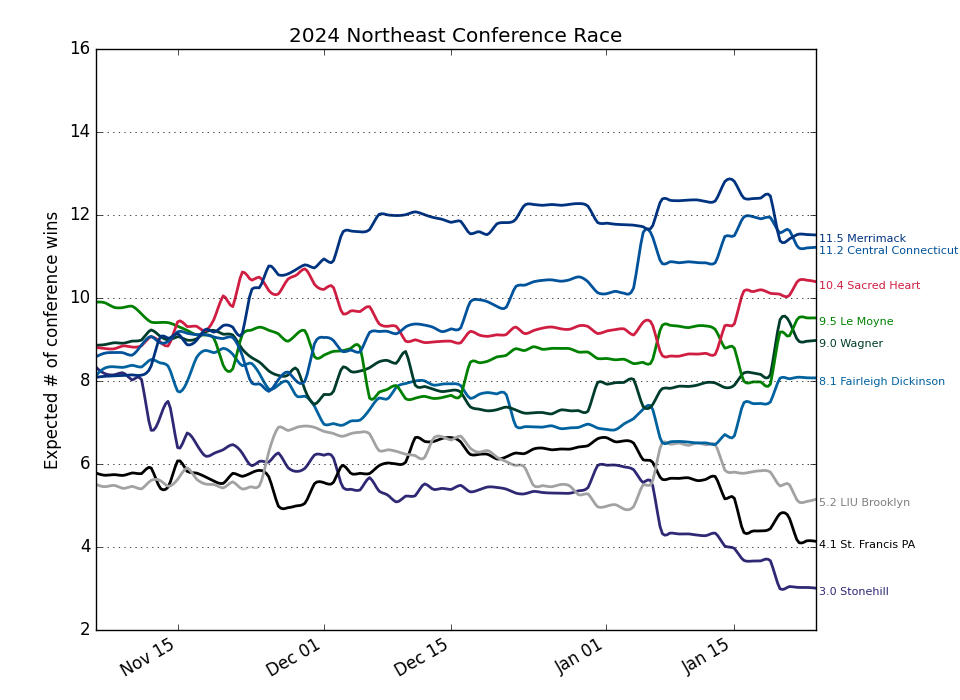 2024 Northeast Conference Race
Expected # of conference wins
16
14
12
10
8
6
4
2
11.5 Merrimack
11.2 Central Connecticut
10.4 Sacred Heart
9.5 Le Moyne
9.0 Wagner
8.1 Fairleigh Dickinson
5.2 LIU Brooklyn
4.1 St. Francis PA
3.0 Stonehill
Nov 15
Dec 01
Dec 15
Jan 01
Jan 15